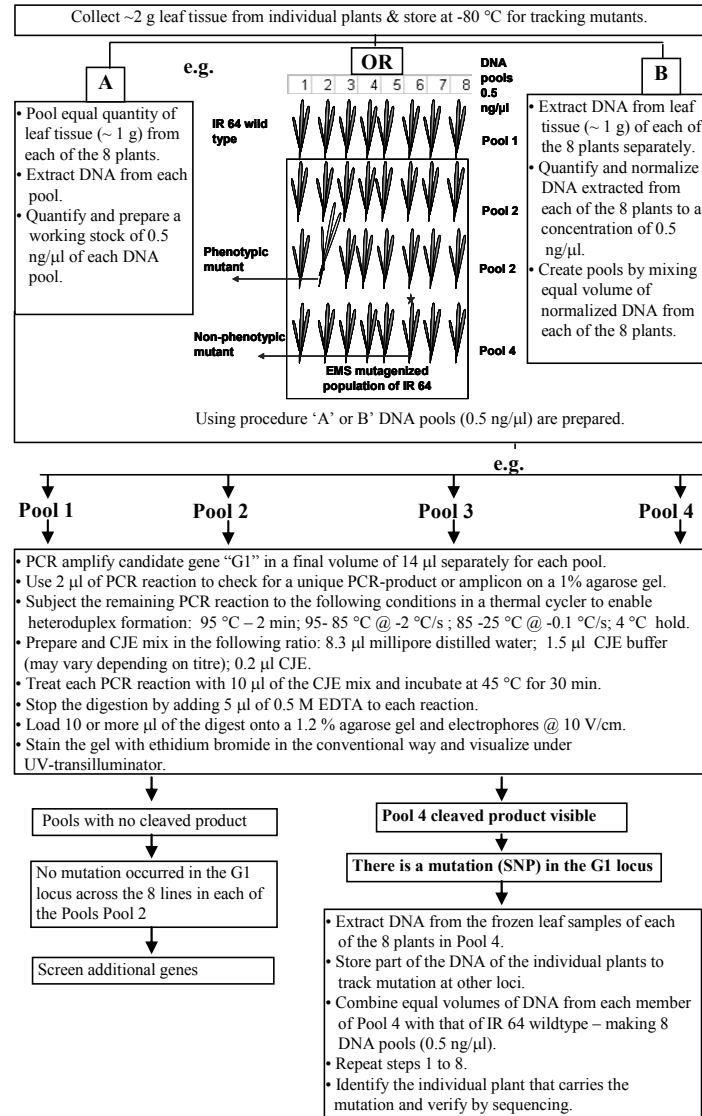 Collect ~2 g leaf tissue from individual plants & store at -80 °C for tracking mutants.
A
e.g.
OR
B
• Pool equal quantity of
leaf tissue (~ 1 g) from
each of the 8 plants.
• Extract DNA from each
pool.
• Quantify and prepare a
working stock of 0.5
ng/µl of each DNA
pool.
1 2 3 4 5 6 7 8
DNA
pools
0.5
ng/µl
IR 64 wild
type
Pool 1
Pool 2
Phenotypic
mutant
Pool 2
Non-phenotypic
mutant
Pool 4
EMS mutagenized
population of IR 64
• Extract DNA from leaf
tissue (~ 1 g) of each of
the 8 plants separately.
• Quantify and normalize
DNA extracted from
each of the 8 plants to a
concentration of 0.5
ng/µl.
• Create pools by mixing
equal volume of
normalized DNA from
each of the 8 plants.
Using procedure ‘A’ or B’ DNA pools (0.5 ng/µl) are prepared.
e.g.
Pool 1 Pool 2 Pool 3 Pool 4
• PCR amplify candidate gene “G1” in a final volume of 14 µl separately for each pool.
• Use 2 µl of PCR reaction to check for a unique PCR-product or amplicon on a 1% agarose gel.
• Subject the remaining PCR reaction to the following conditions in a thermal cycler to enable
heteroduplex formation: 95 °C – 2 min; 95- 85 °C @ -2 °C/s ; 85 -25 °C @ -0.1 °C/s; 4 °C hold.
• Prepare and CJE mix in the following ratio: 8.3 µl millipore distilled water; 1.5 µl CJE buffer
(may vary depending on titre); 0.2 µl CJE.
• Treat each PCR reaction with 10 µl of the CJE mix and incubate at 45 °C for 30 min.
• Stop the digestion by adding 5 µl of 0.5 M EDTA to each reaction.
• Load 10 or more µl of the digest onto a 1.2 % agarose gel and electrophores @ 10 V/cm.
• Stain the gel with ethidium bromide in the conventional way and visualize under
UV-transilluminator.
Pools with no cleaved product
No mutation occurred in the G1
locus across the 8 lines in each of
the Pools Pool 2
Screen additional genes
Pool 4 cleaved product visible
There is a mutation (SNP) in the G1 locus
• Extract DNA from the frozen leaf samples of each
of the 8 plants in Pool 4.
• Store part of the DNA of the individual plants to
track mutation at other loci.
• Combine equal volumes of DNA from each member
of Pool 4 with that of IR 64 wildtype – making 8
DNA pools (0.5 ng/µl).
• Repeat steps 1 to 8.
• Identify the individual plant that carries the
mutation and verify by sequencing.